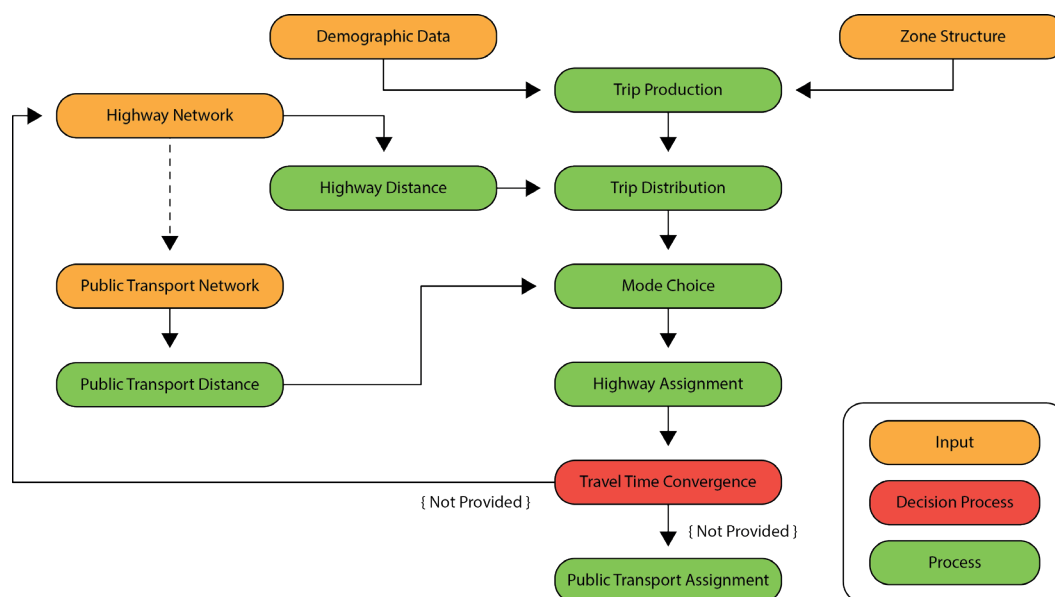 Demographic Data
Zone Structure
Trip Production
Highway Network
Highway Distance
Trip Distribution
Public Transport Network
Mode Choice
Public Transport Distance
Highway Assignment
Input
Travel Time Convergence
{ Not Provided }
Decision Process
{ Not Provided }
Process
Public Transport Assignment